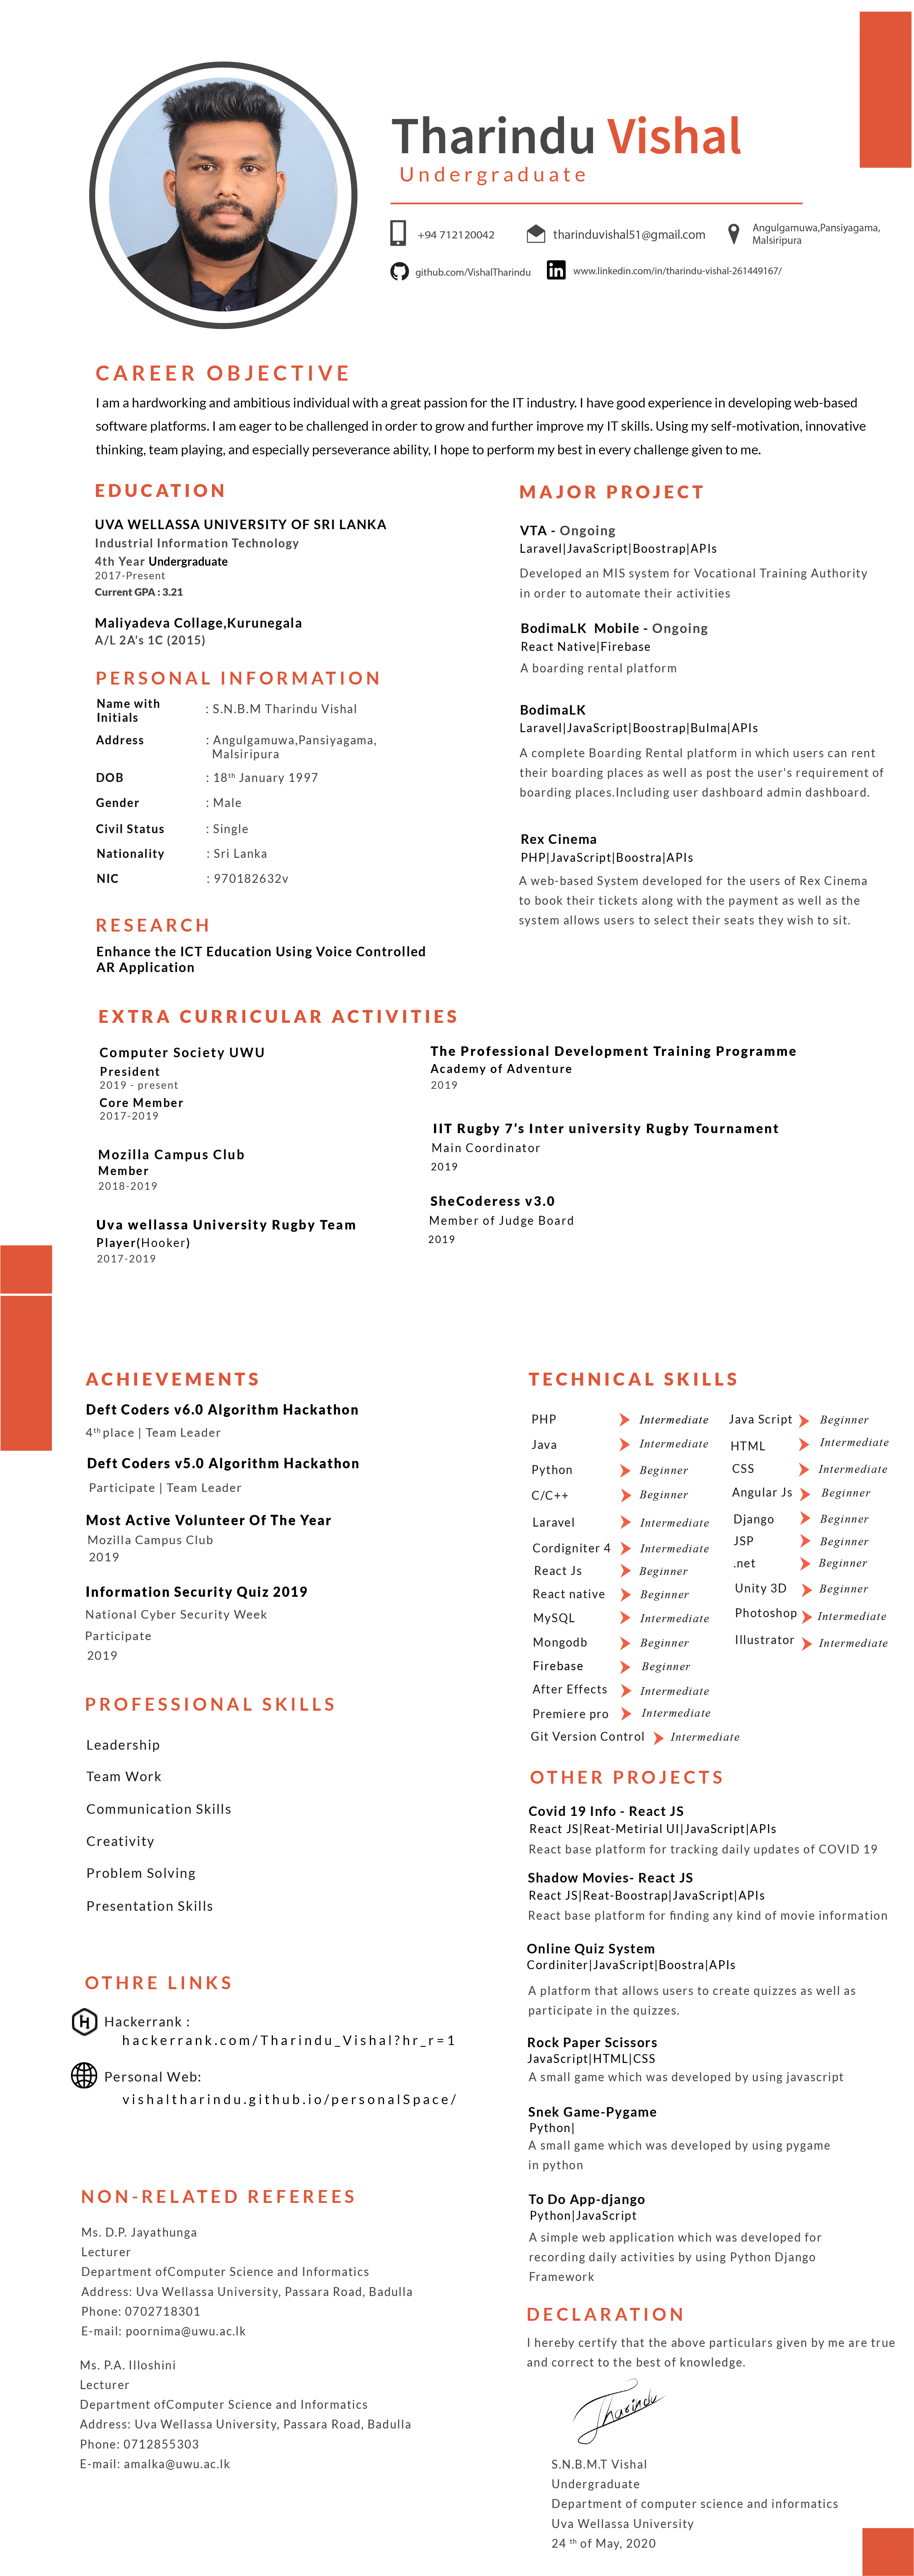 Tharindu Vishal
Undergraduate
+94 712120042
tharinduvishal51@gmail.com
Angulgamuwa,Pansiyagama,
Malsiripura
github.com/VishalTharindu
www.linkedin.com/in/tharindu-vishal-261449167/
CAREER OBJECTIVE
I am a hardworking and ambitious individual with a great passion for the IT industry. I have good experience in developing web-based
software platforms. I am eager to be challenged in order to grow and further improve my IT skills. Using my self-motivation, innovative
thinking, team playing, and especially perseverance ability, I hope to perform my best in every challenge given to me.
EDUCATION
UVA WELLASSA UNIVERSITY OF SRI LANKA
Industrial Information Technology
4th Year Undergraduate
2017-Present
Current GPA : 3.21
Maliyadeva Collage,Kurunegala
A/L 2A's 1C (2015)
PERSONAL INFORMATION
Name with
Initials
: S.N.B.M Tharindu Vishal
Address : Angulgamuwa,Pansiyagama,
Malsiripura
DOB : 18th January 1997
Gender : Male
Civil Status : Single
Nationality : Sri Lanka
NIC : 970182632v
RESEARCH
Enhance the ICT Education Using Voice Controlled
AR Application
MAJOR PROJECT
VTA - Ongoing
Laravel|JavaScript|Boostrap|APIs
Developed an MIS system for Vocational Training Authority
in order to automate their activities
BodimaLK Mobile - Ongoing
React Native|Firebase
A boarding rental platform
BodimaLK
Laravel|JavaScript|Boostrap|Bulma|APIs
A complete Boarding Rental platform in which users can rent
their boarding places as well as post the user's requirement of
boarding places.Including user dashboard admin dashboard.
Rex Cinema
PHP|JavaScript|Boostra|APIs
A web-based System developed for the users of Rex Cinema
to book their tickets along with the payment as well as the
system allows users to select their seats they wish to sit.
EXTRA CURRICULAR ACTIVITIES
Computer Society UWU
President
2019 - present
Core Member
2017-2019
Mozilla Campus Club
Member
2018-2019
Uva wellassa University Rugby Team
Player(Hooker)
2017-2019
The Professional Development Training Programme
Academy of Adventure
2019
IIT Rugby 7's Inter university Rugby Tournament
Main Coordinator
2019
SheCoderess v3.0
Member of Judge Board
2019
ACHIEVEMENTS
Deft Coders v6.0 Algorithm Hackathon
4th place | Team Leader
Deft Coders v5.0 Algorithm Hackathon
Participate | Team Leader
Most Active Volunteer Of The Year
Mozilla Campus Club
2019
Information Security Quiz 2019
National Cyber Security Week
Participate
2019
PROFESSIONAL SKILLS
Leadership
Team Work
Communication Skills
Creativity
Problem Solving
Presentation Skills
OTHRE LINKS
Hackerrank :
hackerrank.com/Tharindu_Vishal?hr_r=1
Personal Web:
vishaltharindu.github.io/personalSpace/
NON-RELATED REFEREES
Ms. D.P. Jayathunga
Lecturer
Department ofComputer Science and Informatics
Address: Uva Wellassa University, Passara Road, Badulla
Phone: 0702718301
E-mail: poornima@uwu.ac.lk
Ms. P.A. Illoshini
Lecturer
Department ofComputer Science and Informatics
Address: Uva Wellassa University, Passara Road, Badulla
Phone: 0712855303
E-mail: amalka@uwu.ac.lk
TECHNICAL SKILLS
PHP Intermediate
Java Intermediate
Python Beginner
C/C++ Beginner
Laravel Intermediate
Cordigniter 4 Intermediate
React Js Beginner
React native Beginner
MySQL Intermediate
Mongodb Beginner
Firebase Beginner
After Effects Intermediate
Premiere pro Intermediate
Git Version Control Intermediate
Java Script Beginner
HTML Intermediate
CSS Intermediate
Angular Js Beginner
Django Beginner
JSP Beginner
.net Beginner
Unity 3D Beginner
Photoshop Intermediate
Illustrator Intermediate
OTHER PROJECTS
Covid 19 Info - React JS
React JS|Reat-Metirial UI|JavaScript|APIs
React base platform for tracking daily updates of COVID 19
Shadow Movies- React JS
React JS|Reat-Boostrap|JavaScript|APIs
React base platform for finding any kind of movie information
Online Quiz System
Cordiniter|JavaScript|Boostra|APIs
A platform that allows users to create quizzes as well as
participate in the quizzes.
Rock Paper Scissors
JavaScript|HTML|CSS
A small game which was developed by using javascript
Snek Game-Pygame
Python|
A small game which was developed by using pygame
in python
To Do App-django
Python|JavaScript
A simple web application which was developed for
recording daily activities by using Python Django
Framework
DECLARATION
I hereby certify that the above particulars given by me are true
and correct to the best of knowledge.
Tharindu
S.N.B.M.T Vishal
Undergraduate
Department of computer science and informatics
Uva Wellassa University
24 th of May, 2020